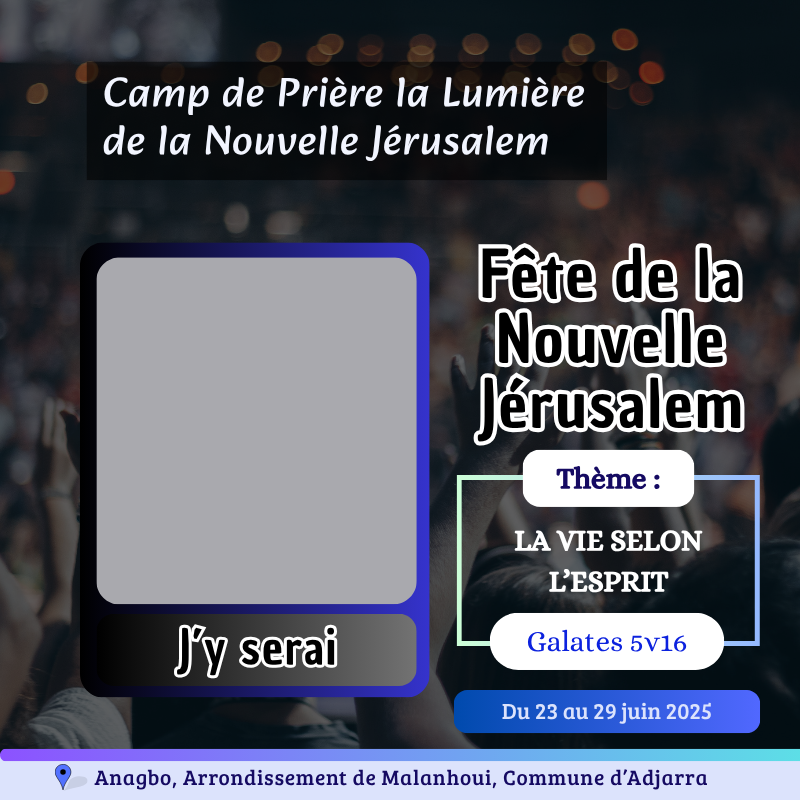 Camp de Prière la Lumière
de la Nouvelle Jérusalem
Fête de la
Nouvelle
Jérusalem
Thème :
LA VIE SELON
L’ESPRIT
Galates 5v16
J’y serai
Du 23 au 29 juin 2025
Anagbo, Arrondissement de Malanhoui, Commune d’Adjarra